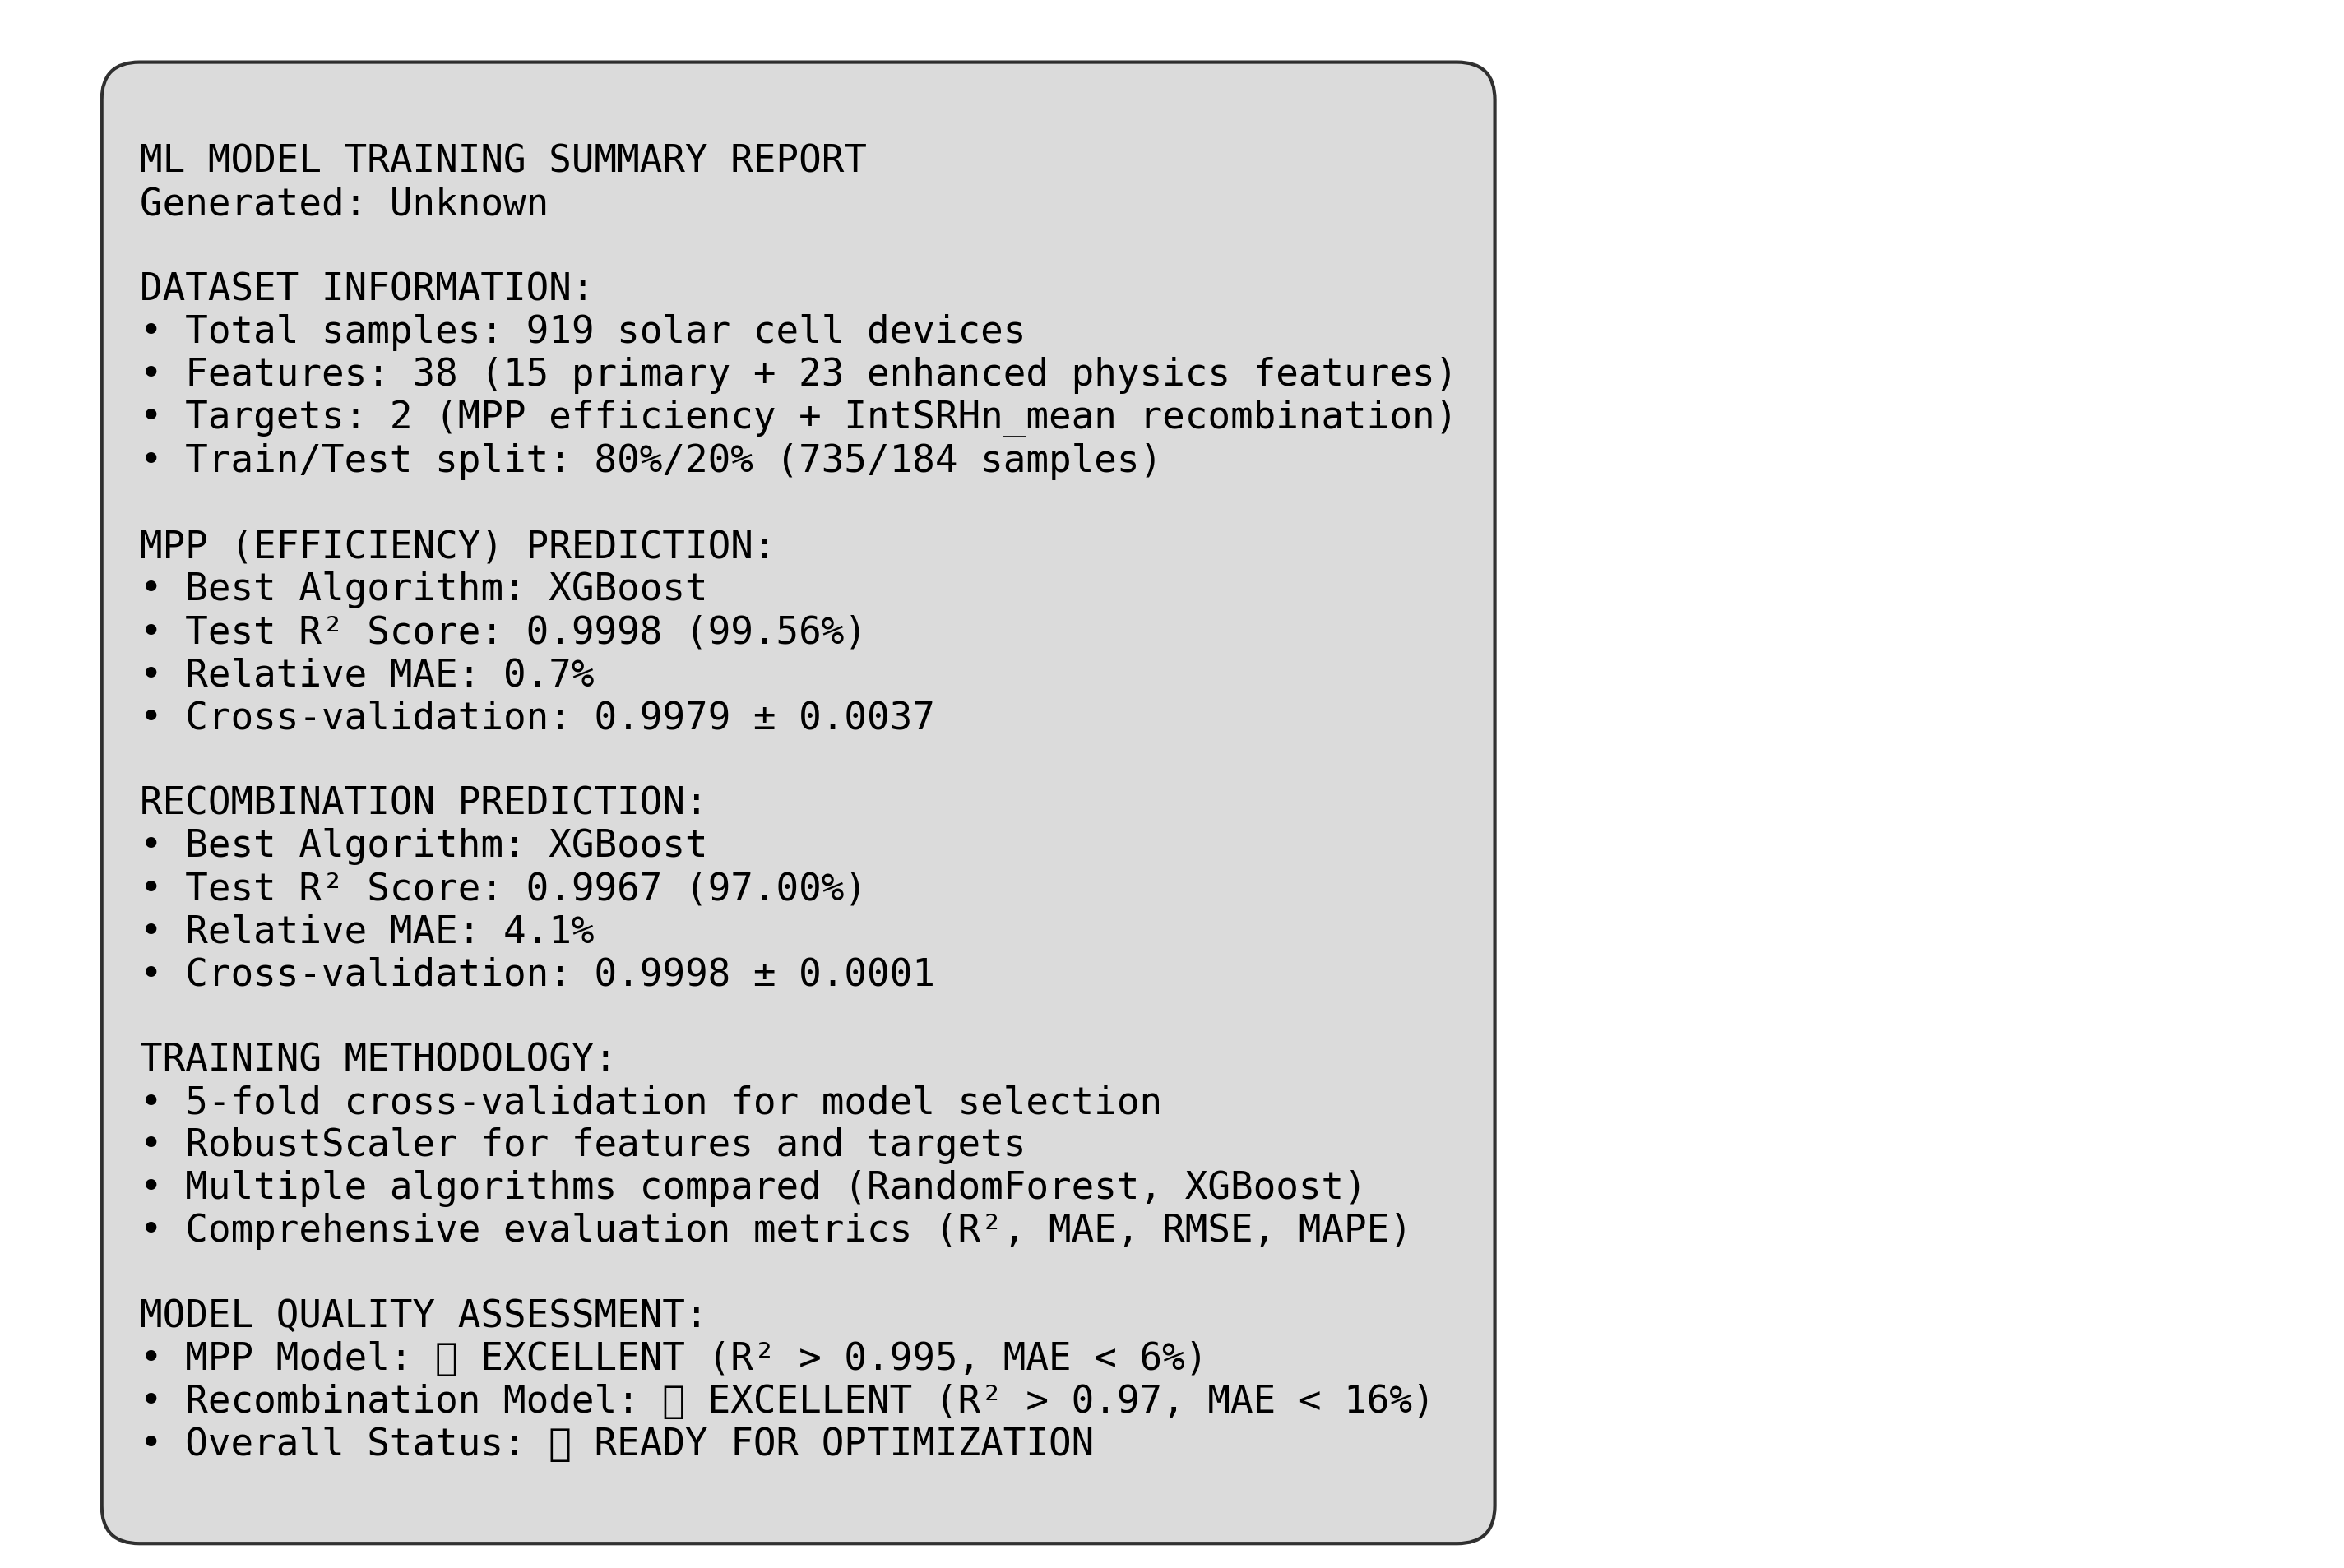 ML MODEL TRAINING SUMMARY REPORT
Generated: Unknown
DATASET INFORMATION:
• Total samples: 919 solar cell devices
• Features: 38 (15 primary + 23 enhanced physics features)
• Targets: 2 (MPP efficiency + IntSRHn_mean recombination)
• Train/Test split: 80%/20% (735/184 samples)
MPP (EFFICIENCY) PREDICTION:
• Best Algorithm: XGBoost
• Test R² Score: 0.9998 (99.56%)
• Relative MAE: 0.7%
• Cross-validation: 0.9979 ± 0.0037
RECOMBINATION PREDICTION:
• Best Algorithm: XGBoost
• Test R² Score: 0.9967 (97.00%)
• Relative MAE: 4.1%
• Cross-validation: 0.9998 ± 0.0001
TRAINING METHODOLOGY:
• 5-fold cross-validation for model selection
• RobustScaler for features and targets
• Multiple algorithms compared (RandomForest, XGBoost)
• Comprehensive evaluation metrics (R², MAE, RMSE, MAPE)
MODEL QUALITY ASSESSMENT:
• MPP Model: ▯ EXCELLENT (R² > 0.995, MAE < 6%)
• Recombination Model: ▯ EXCELLENT (R² > 0.97, MAE < 16%)
• Overall Status: ▯ READY FOR OPTIMIZATION